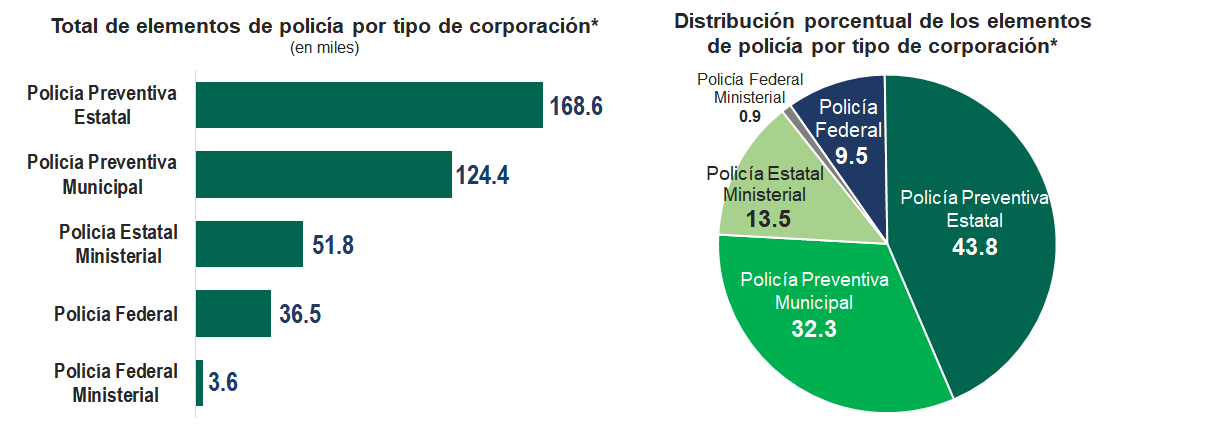 Total de elementos de policía por tipo de corporación*
(en miles)
Policía Preventiva
Estatal
168.6
Policía Preventiva
Municipal
124.4
Policía Estatal
Ministerial
51.8
Policía Federal
36.5
Policía Federal
Ministerial
3.6
Distribución porcentual de los elementos
de policía por tipo de corporación*
Policía Federal
Ministerial
0.9
Policía
Federal
9.5
Policía Estatal
Ministerial
13.5
Policía Preventiva
Estatal
43.8
Policía Preventiva
Municipal
32.3